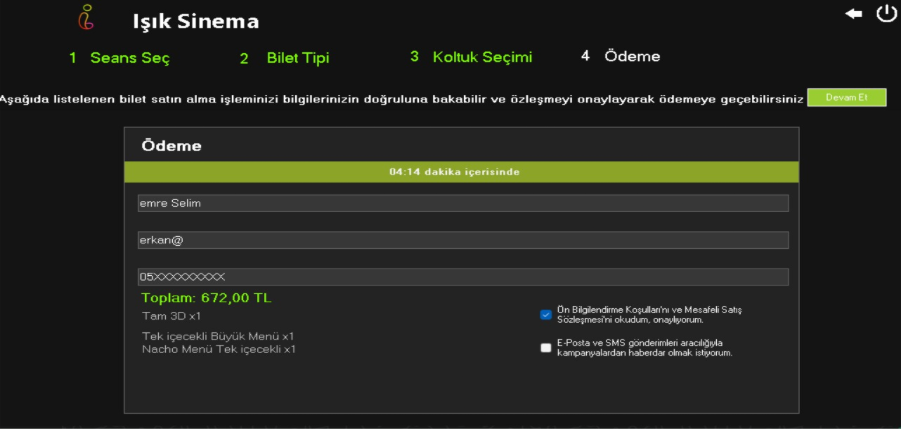 Işık Sinema
1 Seans Seç 2 Bilet Tipi 3 Koltuk Seçimi 4 Ödeme
Aşağıda listelenen bilet satın alma işleminizi bilgilerinizin doğruluna bakabilir ve özleşmeyi onaylayarak ödemeye geçebilirsiniz Devam Et
Ödeme
04:14 dakika içerisinde
emre Selim
erkan@
05XXXXXXXXX
Toplam: 672,00 TL
Tam 3D x1
Tek içecekli Büyük Menü x1
Nacho Menü Tek içecekli x1
Ön Bilgilendirme Koşulları'nı ve Mesafeli Satış
Sözleşmesi'ni okudum, onaylıyorum.
E-Posta ve SMS gönderimleri aracılığıyla
kampanyalardan haberdar olmak istiyorum.